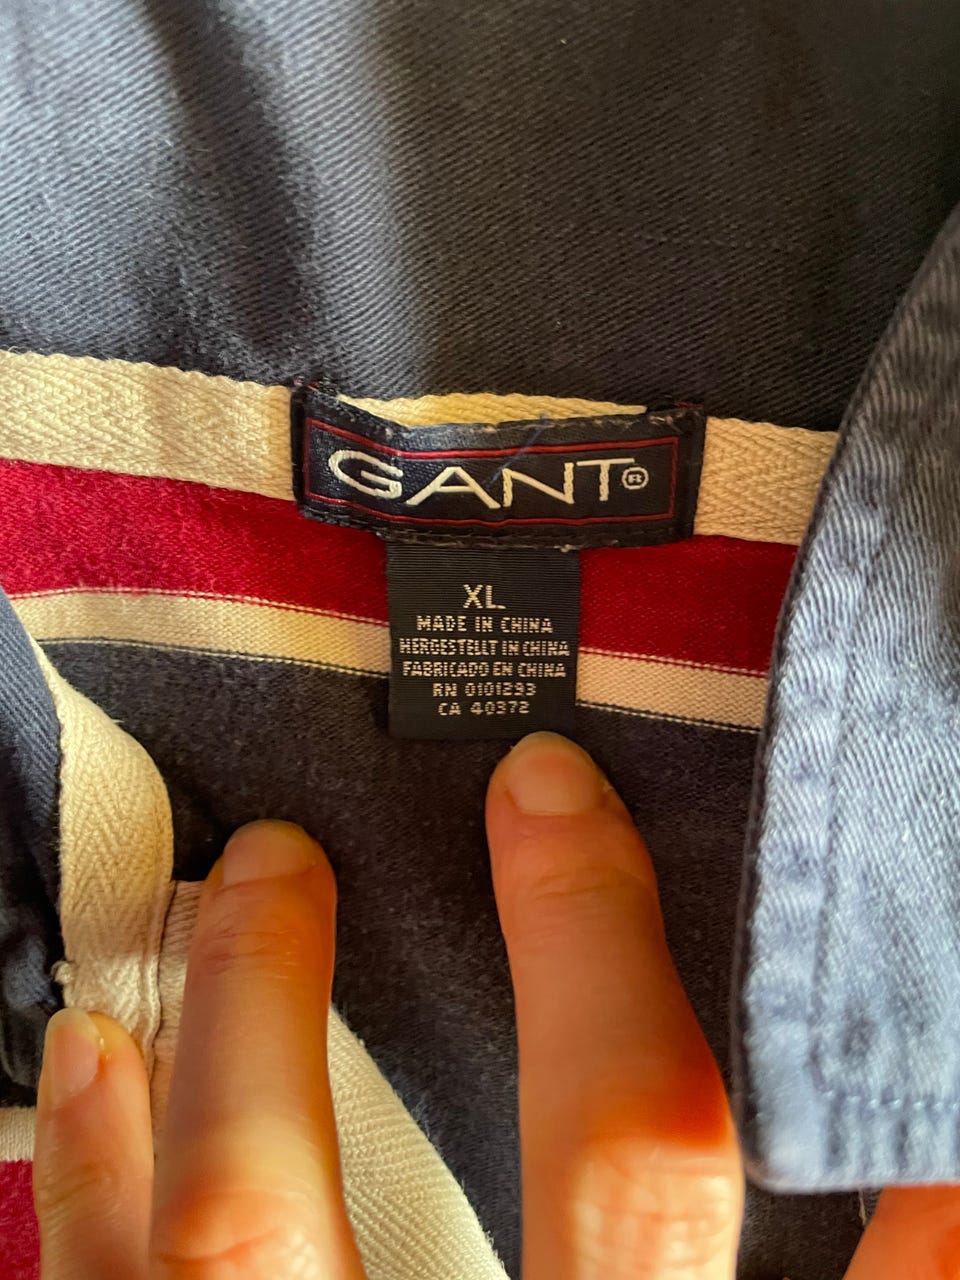 GANT®
XL
MADE IN CHINA
HERGESTELLT IN CHINA
FABRICADO EN CHINA
RN 0101293
CA 40372